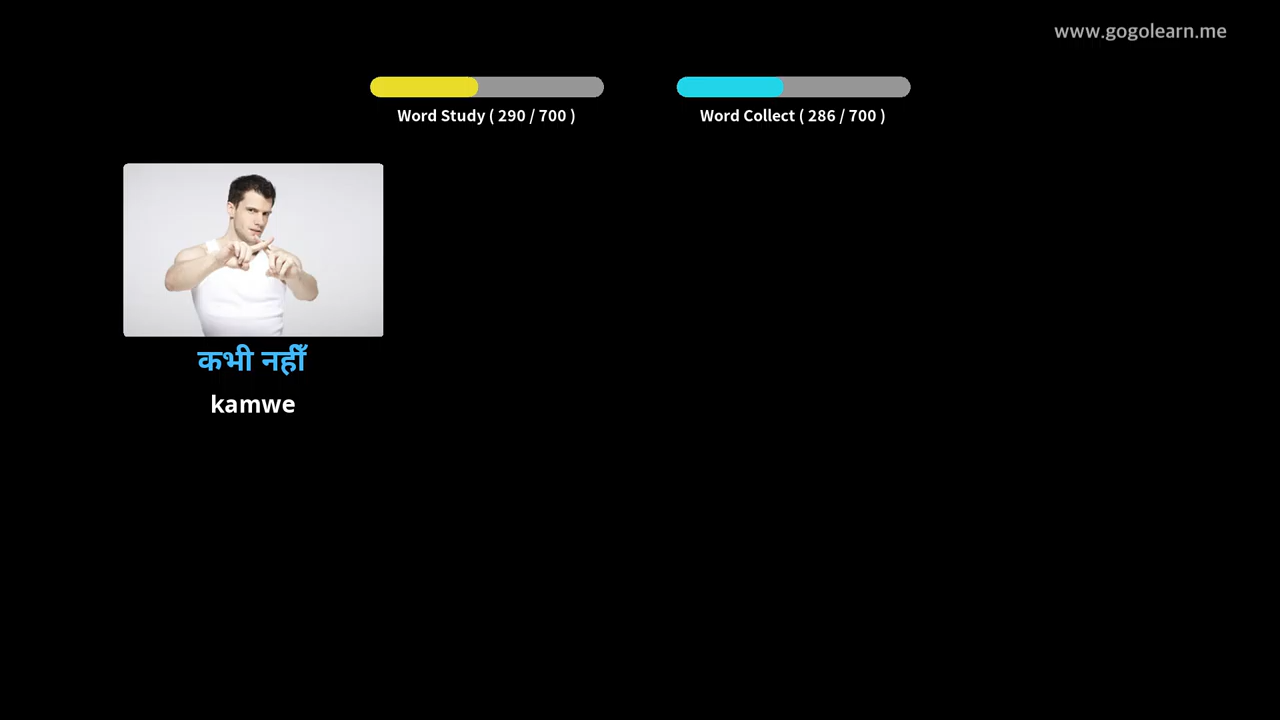 www.gogolearn.me
Word Study ( 290 / 700 )
Word Collect ( 286 / 700 )
कभी नहीँ
kamwe